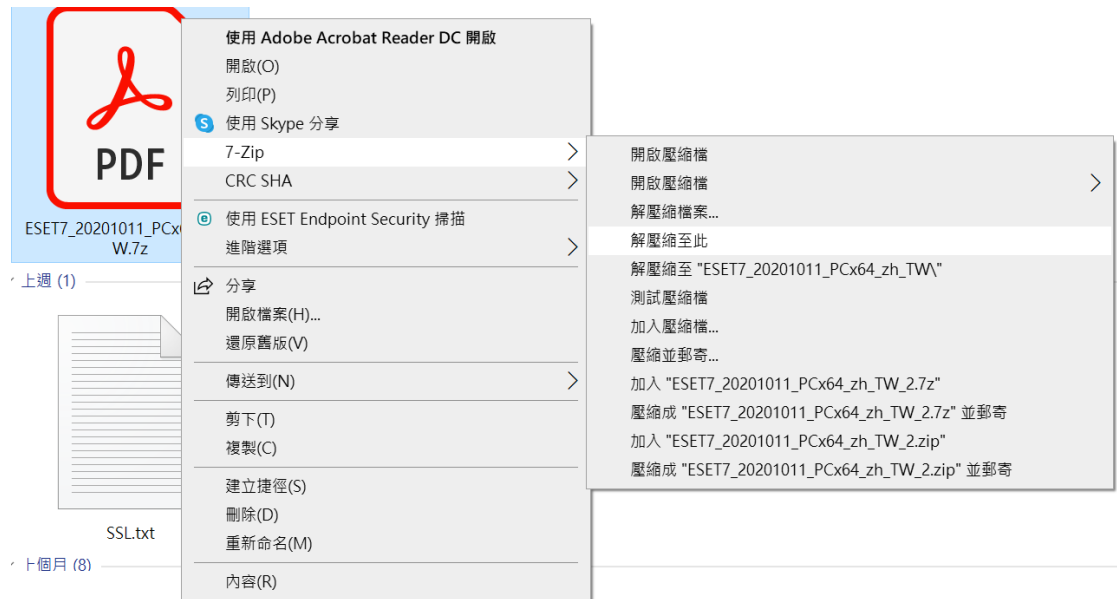 PDF
ESET7_20201011_PCx
W.7z
上週 (1)
SSL.txt
上個月 (8)
使用 Adobe Acrobat Reader DC 開啟
開啟(O)
列印(P)
使用 Skype 分享
7-Zip
CRC SHA
使用 ESET Endpoint Security 掃描
進階選項
分享
開啟檔案(H)...
還原舊版(V)
傳送到(N)
剪下(T)
複製(C)
建立捷徑(S)
刪除(D)
重新命名(M)
內容(R)
開啟壓縮檔
開啟壓縮檔
解壓縮檔案...
解壓縮至此
解壓縮至 "ESET7_20201011_PCx64_zh_TW\"
測試壓縮檔
加入壓縮檔...
壓縮並郵寄...
加入 "ESET7_20201011_PCx64_zh_TW_2.7z"
壓縮成 "ESET7_20201011_PCx64_zh_TW_2.7z" 並郵寄
加入 "ESET7_20201011_PCx64_zh_TW_2.zip"
壓縮成 "ESET7_20201011_PCx64_zh_TW_2.zip" 並郵寄